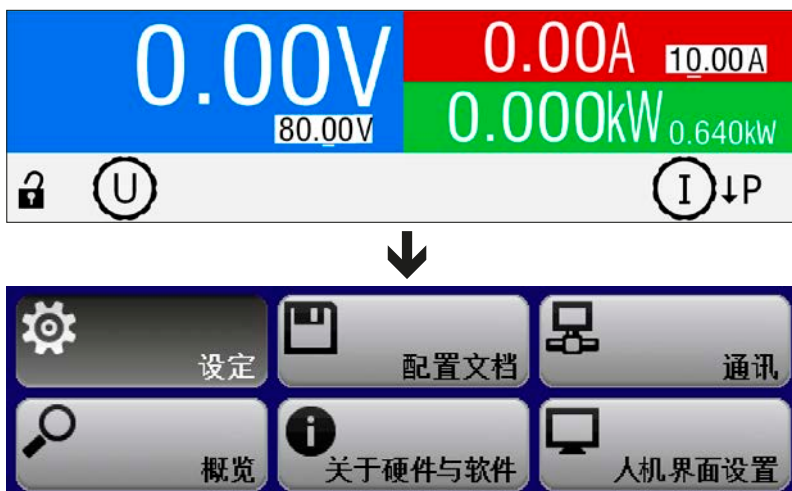 0.00V
80.00V
0.00A 10.00A
0.000kW 0.640kW
U I ↓P
设定 配置文档 通讯
概览 关于硬件与软件 人机界面设置